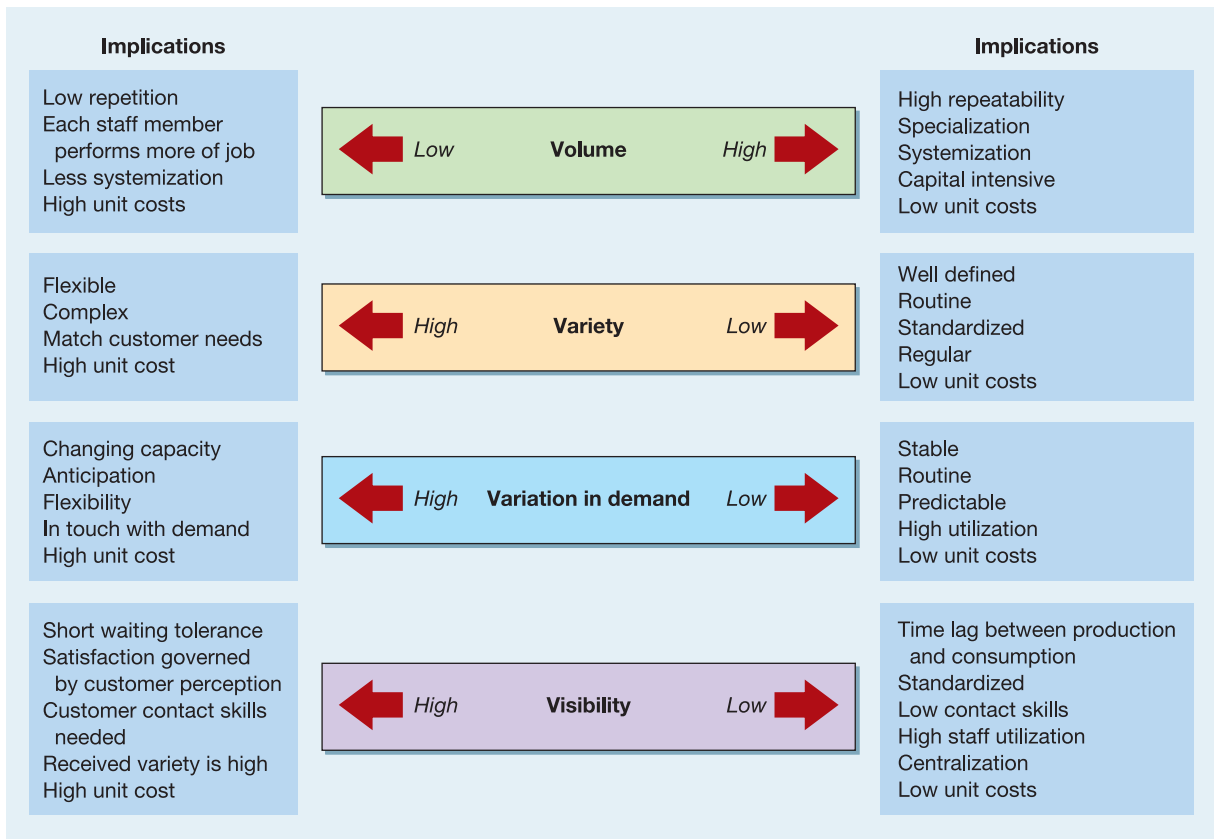 Implications
Implications
Low repetition
Each staff member
performs more of job
Less systemization
High unit costs
Low
Volume
High
High repeatability
Specialization
Systemization
Capital intensive
Low unit costs
Flexible
Complex
Match customer needs
High unit cost
High
Variety
Low
Well defined
Routine
Standardized
Regular
Low unit costs
Changing capacity
Anticipation
Flexibility
In touch with demand
High unit cost
High
Variation in demand
Low
Stable
Routine
Predictable
High utilization
Low unit costs
Short waiting tolerance
Satisfaction governed
by customer perception
Customer contact skills
needed
Received variety is high
High unit cost
High
Visibility
Low
Time lag between production
and consumption
Standardized
Low contact skills
High staff utilization
Centralization
Low unit costs